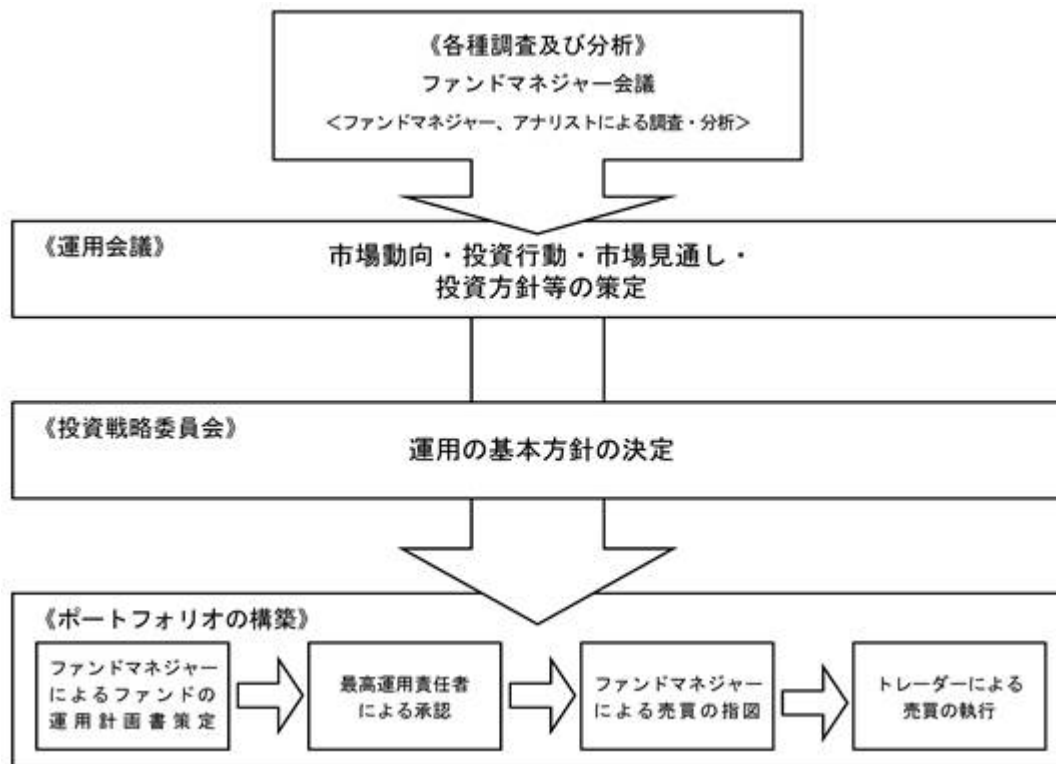 《各種調査及び分析》
ファンドマネジャー会議
＜ファンドマネジャー、アナリストによる調査・分析＞
《運用会議》
市場動向・投資行動・市場見通し・
投資方針等の策定
《投資戦略委員会》
運用の基本方針の決定
《ポートフォリオの構築》
ファンドマネジャー
によるファンドの
運用計画書策定
最高運用責任者
による承認
ファンドマネジャー
による売買の指図
トレーダーによる
売買の執行